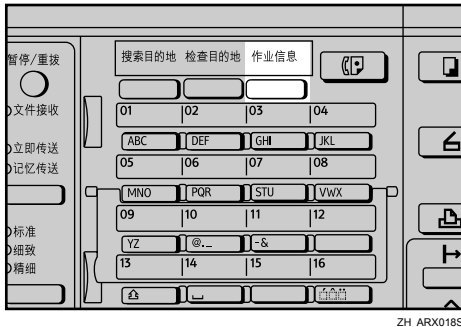 搜索目的地 检查目的地 作业信息
暂停/重拨
文件接收
01 02 03 04
ABC DEF GHI JKL
立即传送
05 06 07 08
记忆传送
MNO PQR STU VWX
09 10 11 12
标准
YZ @._ -&
细致
13 14 15 16
精细
ZH ARX018S